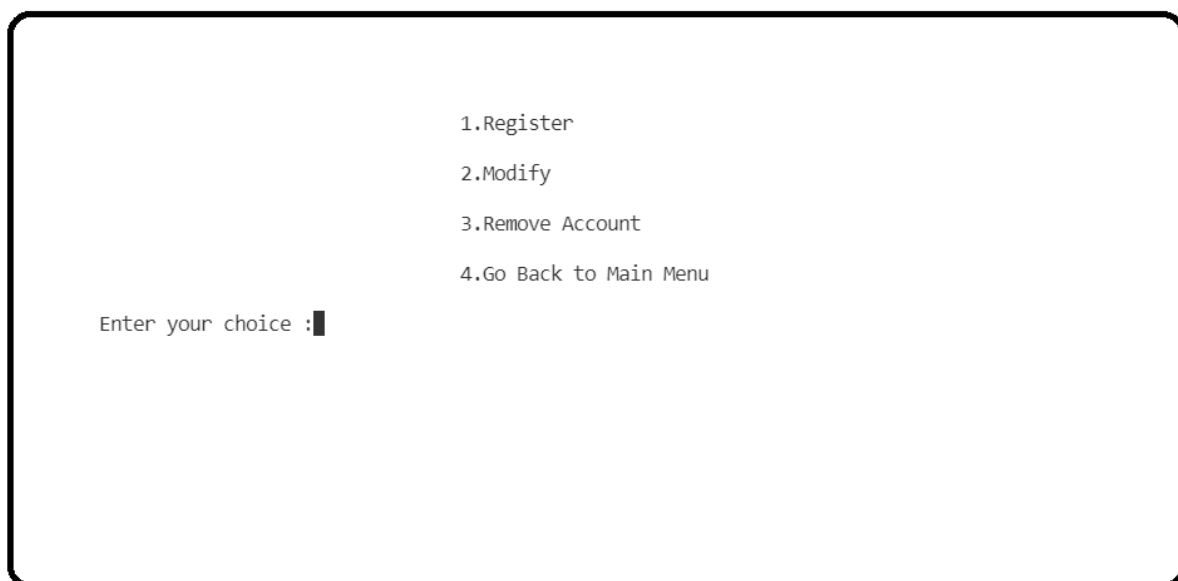 1.Register
2.Modify
3.Remove Account
4.Go Back to Main Menu
Enter your choice :